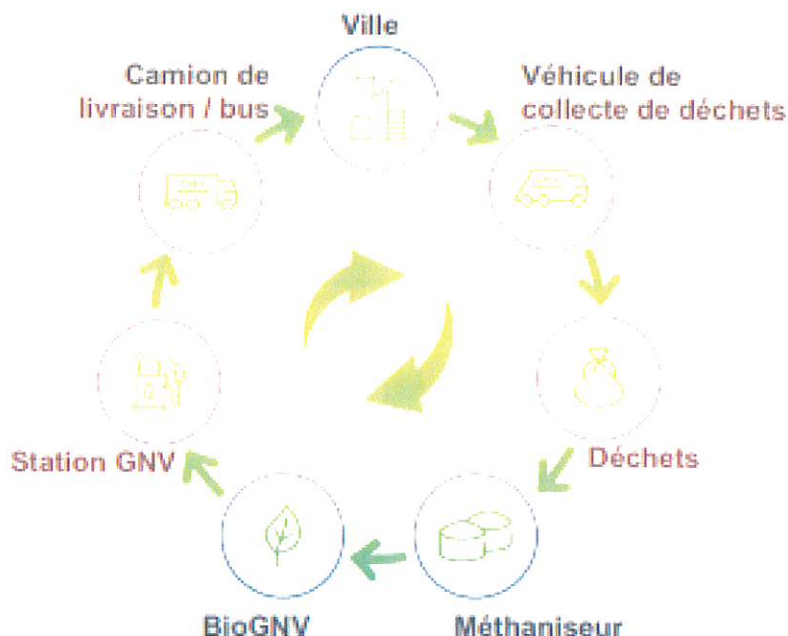 Ville
Camion de
livraison / bus
Véhicule de
collecte de déchets
Station GNV
Déchets
BioGNV
Méthaniseur